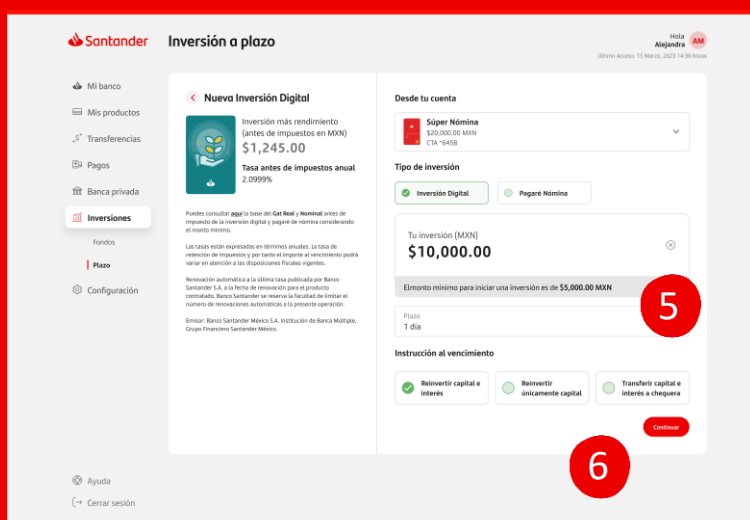 Santander
Inversión a plazo
Hola
Alejandra
AM
Último Acceso: 15 Marzo, 2023 14:36 horas
Mi banco
Mis productos
Transferencias
Pagos
Banca privada
Inversiones
Fondos
Plazo
Configuración
Ayuda
Cerrar sesión
Nueva Inversión Digital
Inversión más rendimiento
(antes de impuestos en MXN)
$1,245.00
Tasa antes de impuestos anual
2.0999%
Puedes consultar aquí la base del Gat Real y Nominal antes de
impuesto de la inversión digital y pagaré de nómina considerando
el monto mínimo.
Las tasas están expresadas en términos anuales. La tasa de
retención de impuestos y por tanto el importe al vencimiento podrá
variar en atención a las disposiciones fiscales vigentes.
Renovación automática a la última tasa publicada por Banco
Santander S.A. a la fecha de renovación para el producto
contratado. Banco Santander se reserva la facultad de limitar el
número de renovaciones automáticas a la presente operación.
Emisor: Banco Santander México S.A. Institución de Banca Múltiple,
Grupo Financiero Santander México.
Desde tu cuenta
Súper Nómina
$20,000.00 MXN
CTA *6458
Tipo de inversión
Inversión Digital
Pagaré Nómina
Tu inversión (MXN)
$10,000.00
Elmonto mínimo para iniciar una inversión es de $5,000.00 MXN
5
Plazo
1 día
Instrucción al vencimiento
Reinvertir capital e
interés
Reinvertir
únicamente capital
Transferir capital e
interés a chequera
Continuar
6